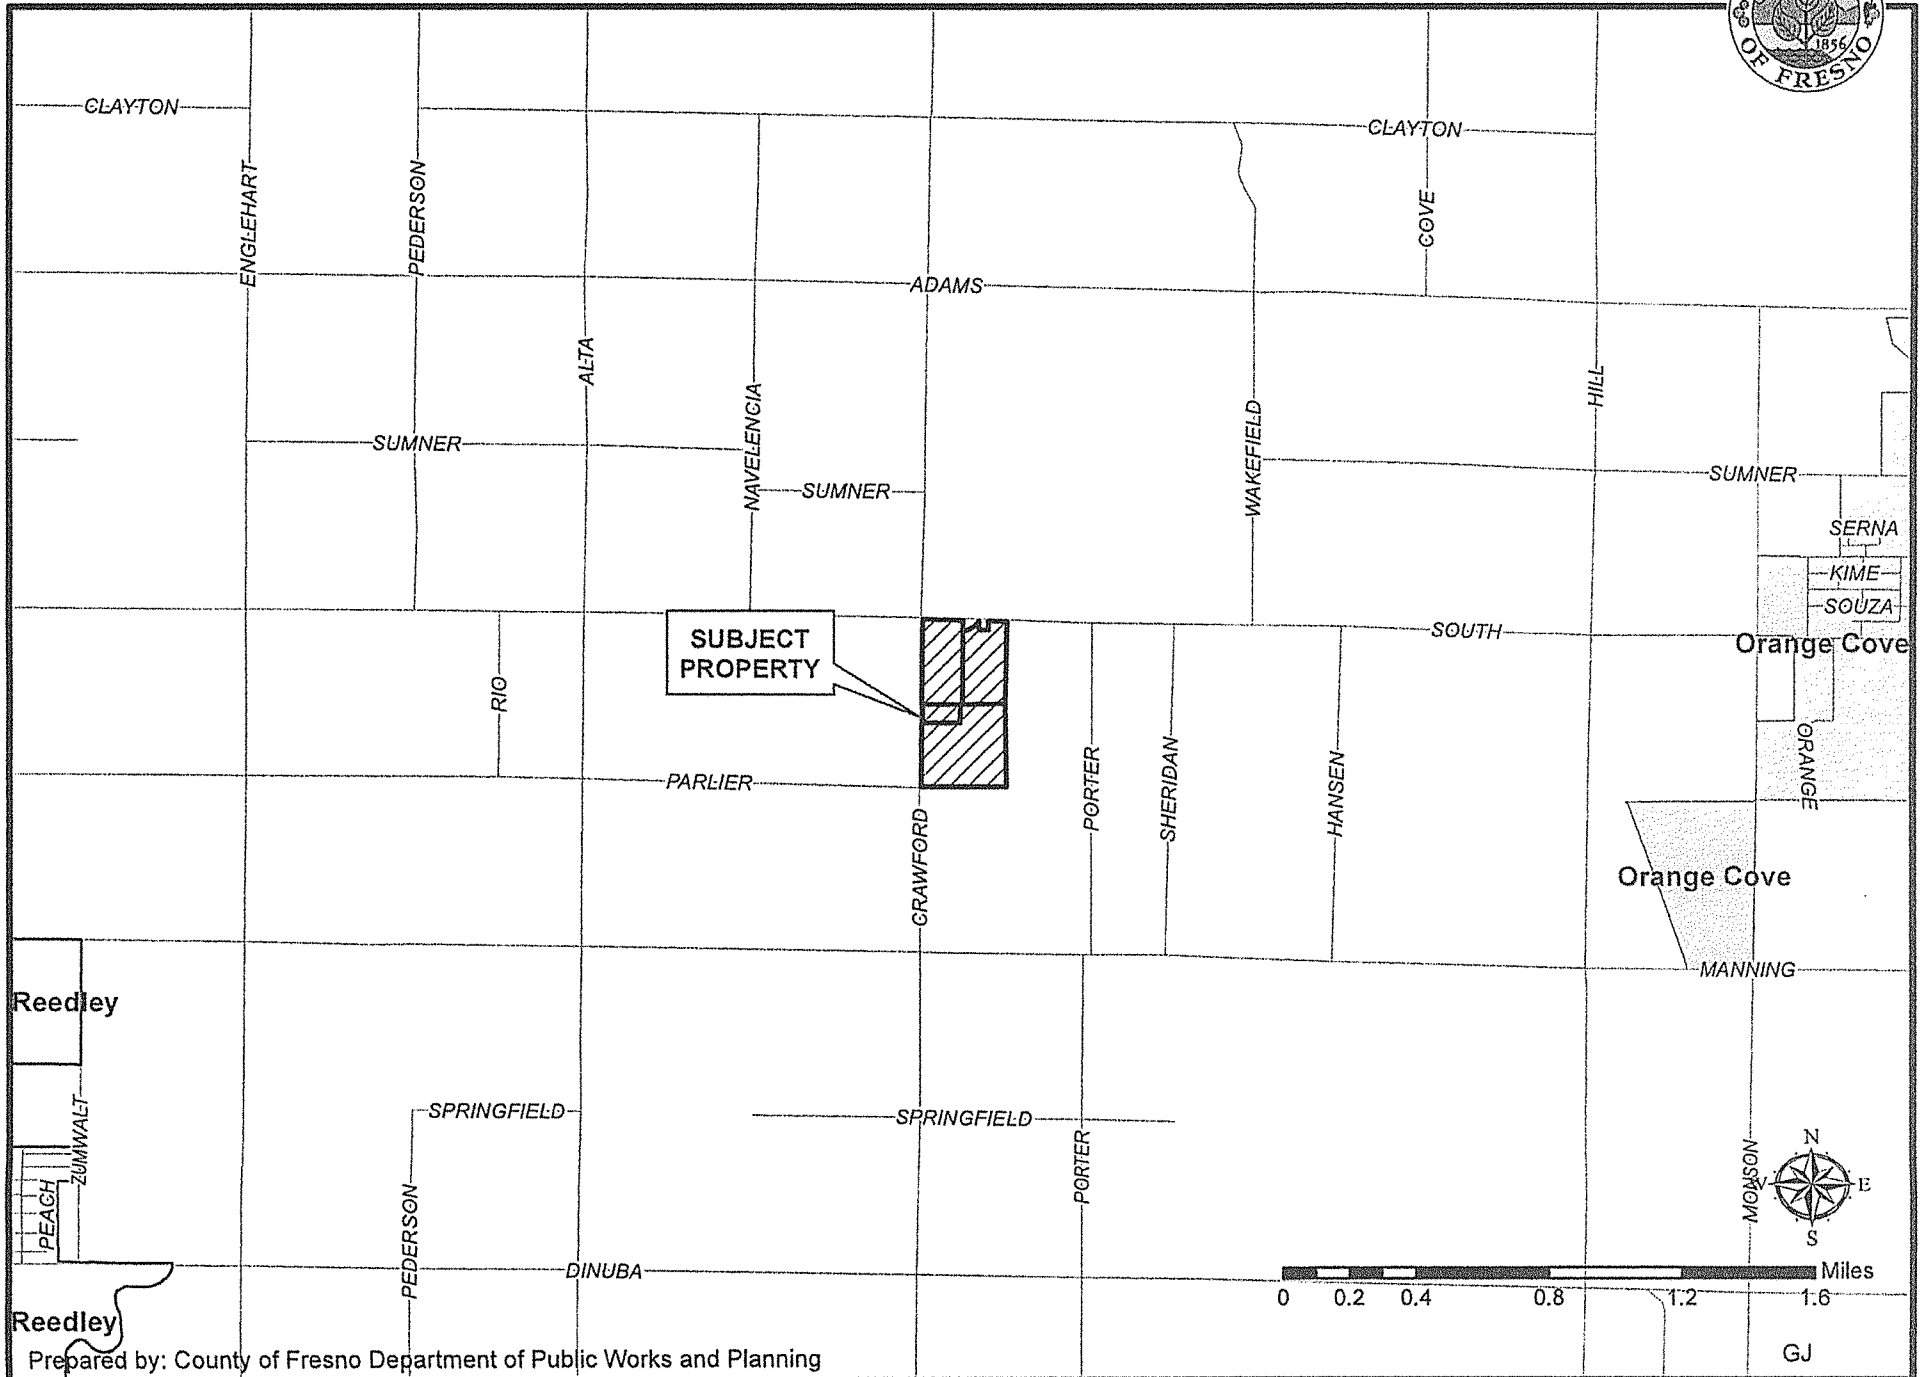 1856
OF FRESNO
CLAYTON
CLAYTON
ENGLEHART
PEDERSON
COVE
ADAMS
ALTA
NAVELENCIA
HILL
WAKEFIELD
SUMNER
SUMNER
SUMNER
SERNA
KIME
SOUZA
SUBJECT
PROPERTY
SOUTH
Orange Cove
RIO
ORANGE
PARLIER
PORTER
SHERIDAN
HANSEN
CRAWFORD
Orange Cove
MANNING
Reedley
SPRINGFIELD
SPRINGFIELD
ZUMWALT
PEACH
PEDERSON
PORTER
MONSON
N
W
E
S
DINUBA
Miles
0 0.2 0.4 0.8 1.2 1.6
Reedley
Prepared by: County of Fresno Department of Public Works and Planning
GJ